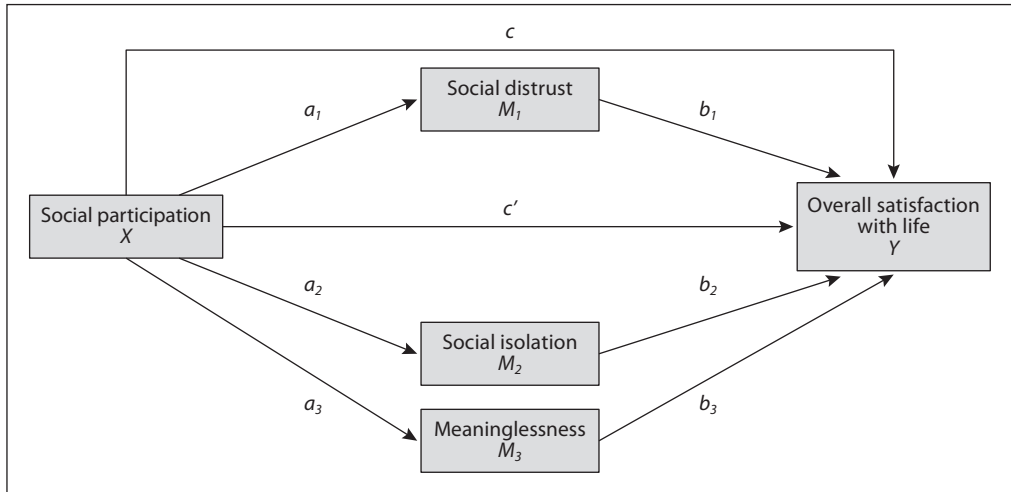 c
Social distrust
M1
a1
b1
Social participation
X
c'
Overall satisfaction
with life
Y
a2
b2
Social isolation
M2
a3
b3
Meaninglessness
M3